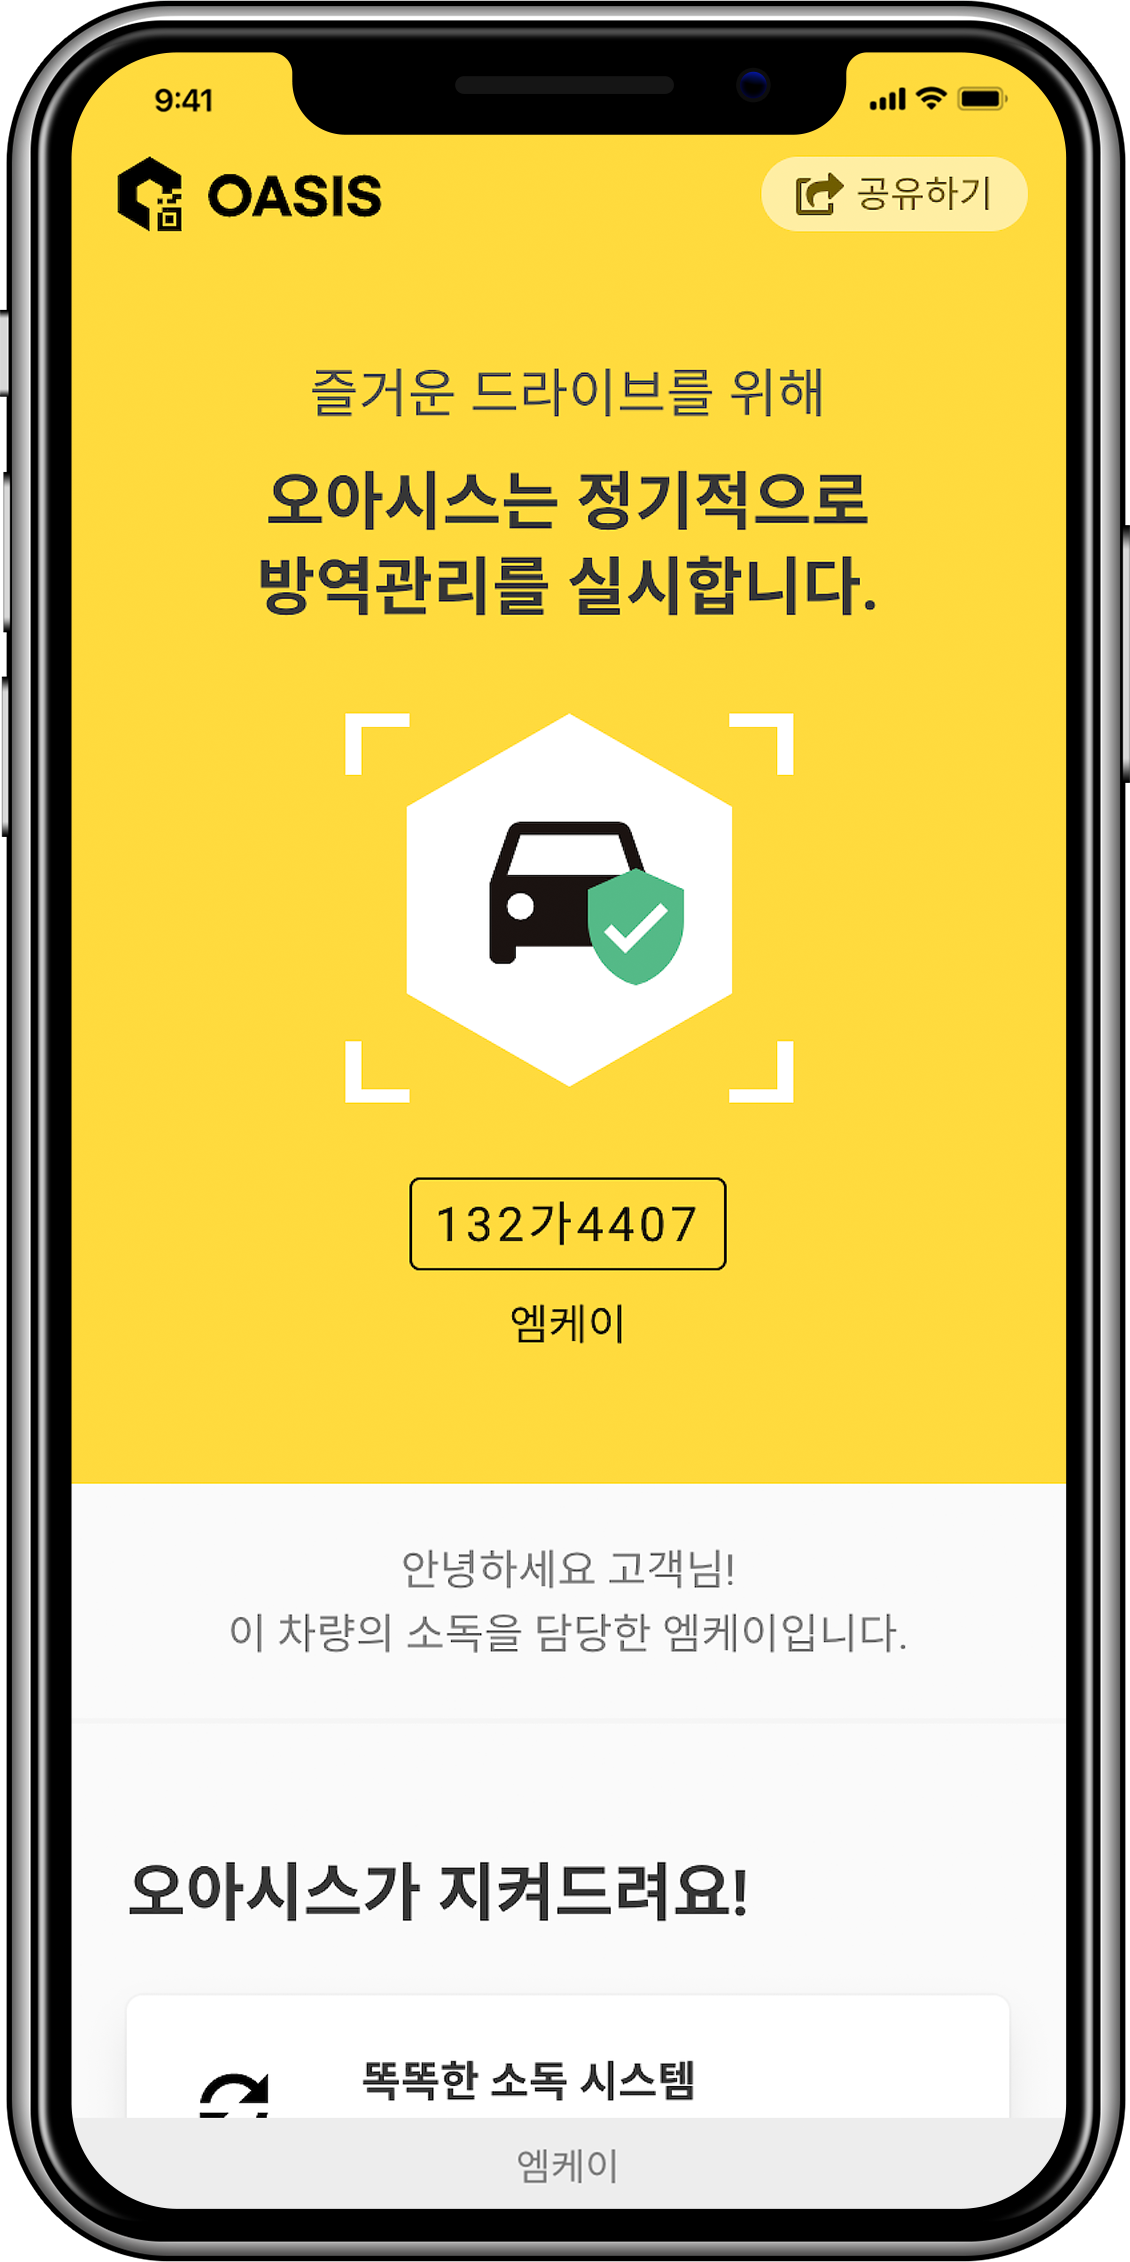 9:41
OASIS
공유하기
즐거운 드라이브를 위해
오아시스는 정기적으로
방역관리를 실시합니다.
132가4407
엠케이
안녕하세요 고객님!
이 차량의 소독을 담당한 엠케이입니다.
오아시스가 지켜드려요!
똑똑한 소독 시스템
엠케이